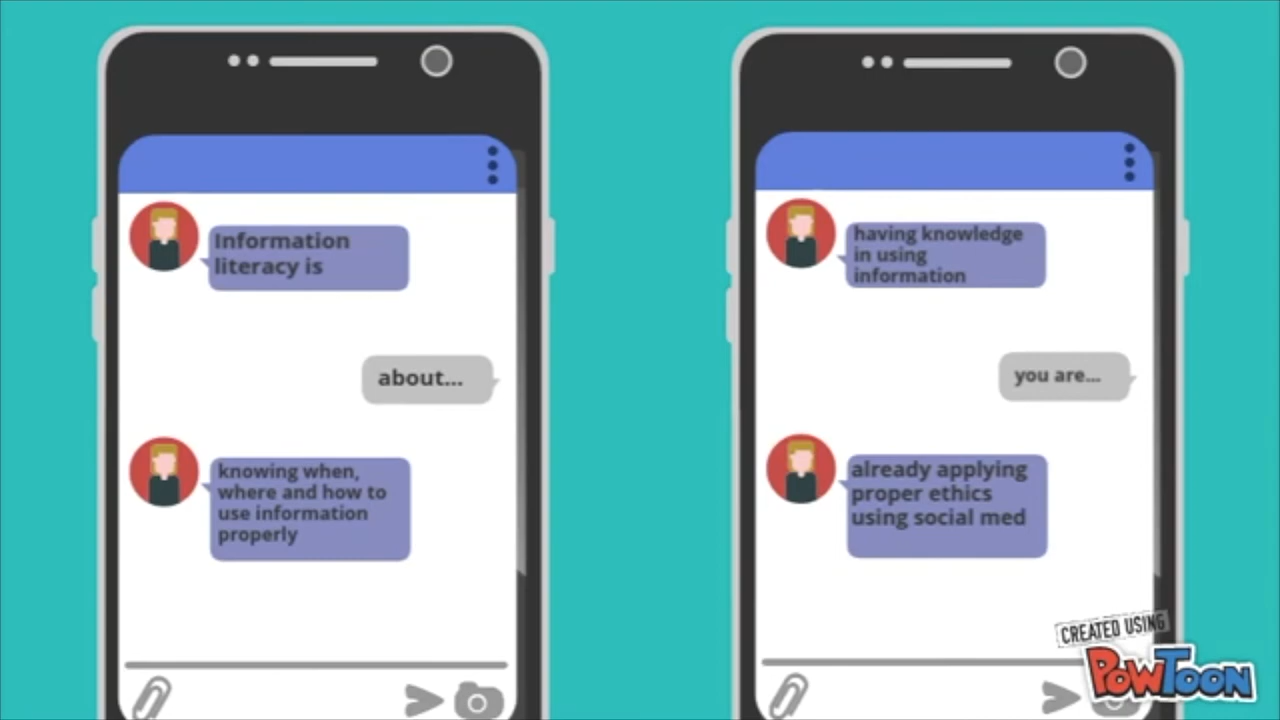 Information
literacy is
about...
knowing when,
where and how to
use information
properly
having knowledge
in using
information
you are...
already applying
proper ethics
using social med
CREATED USING
POWTOON